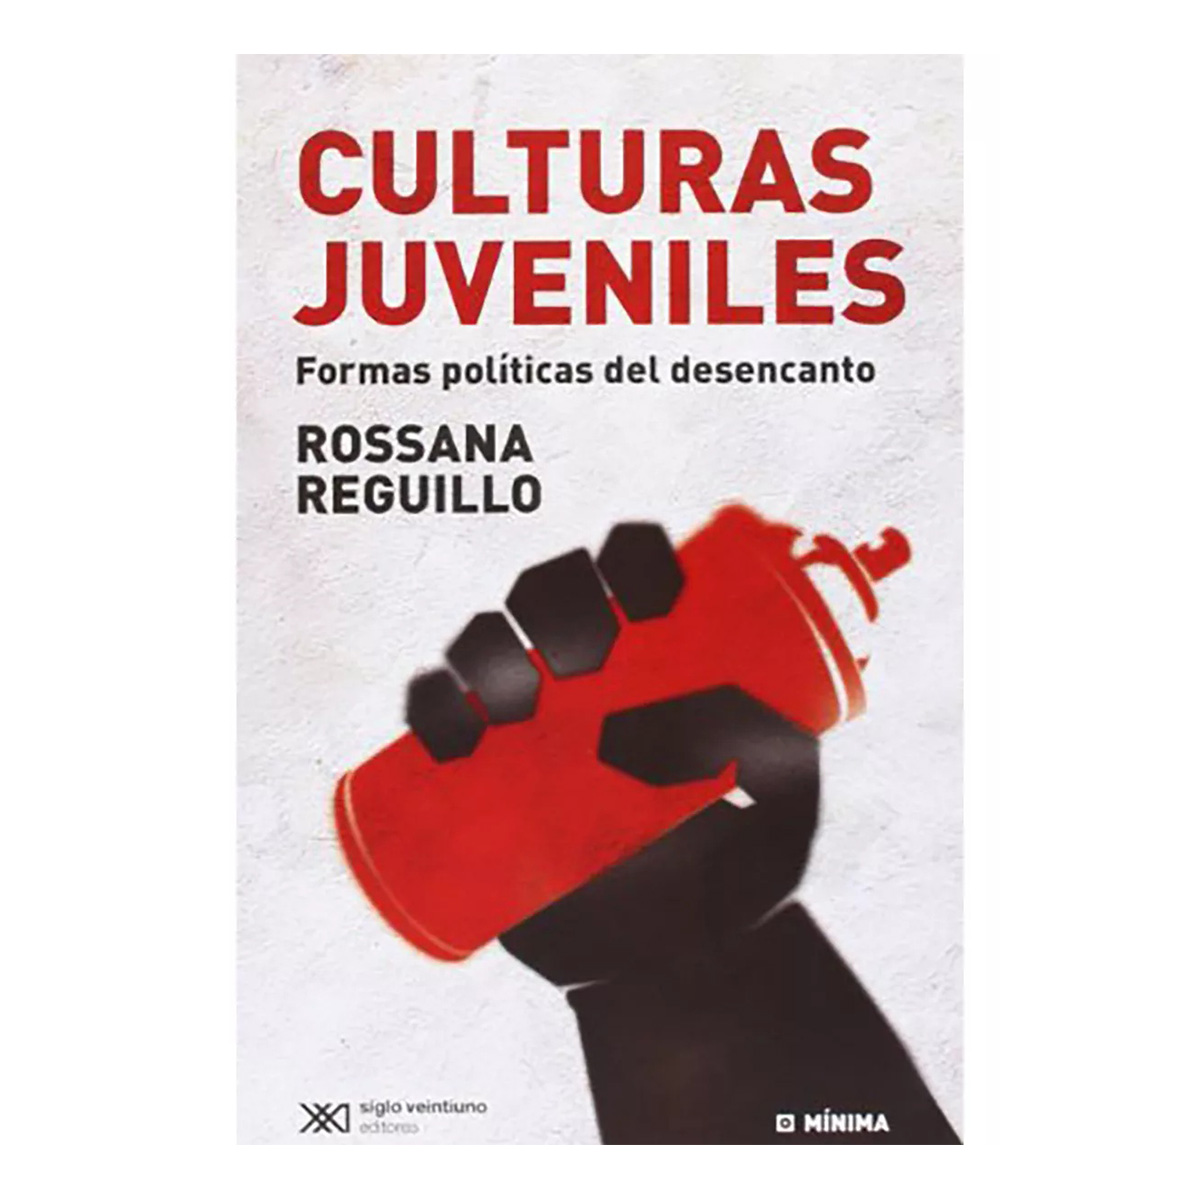 CULTURAS
JUVENILES
Formas políticas del desencanto
ROSSANA
REGUILLO
siglo veintiuno
editores
MÍNIMA